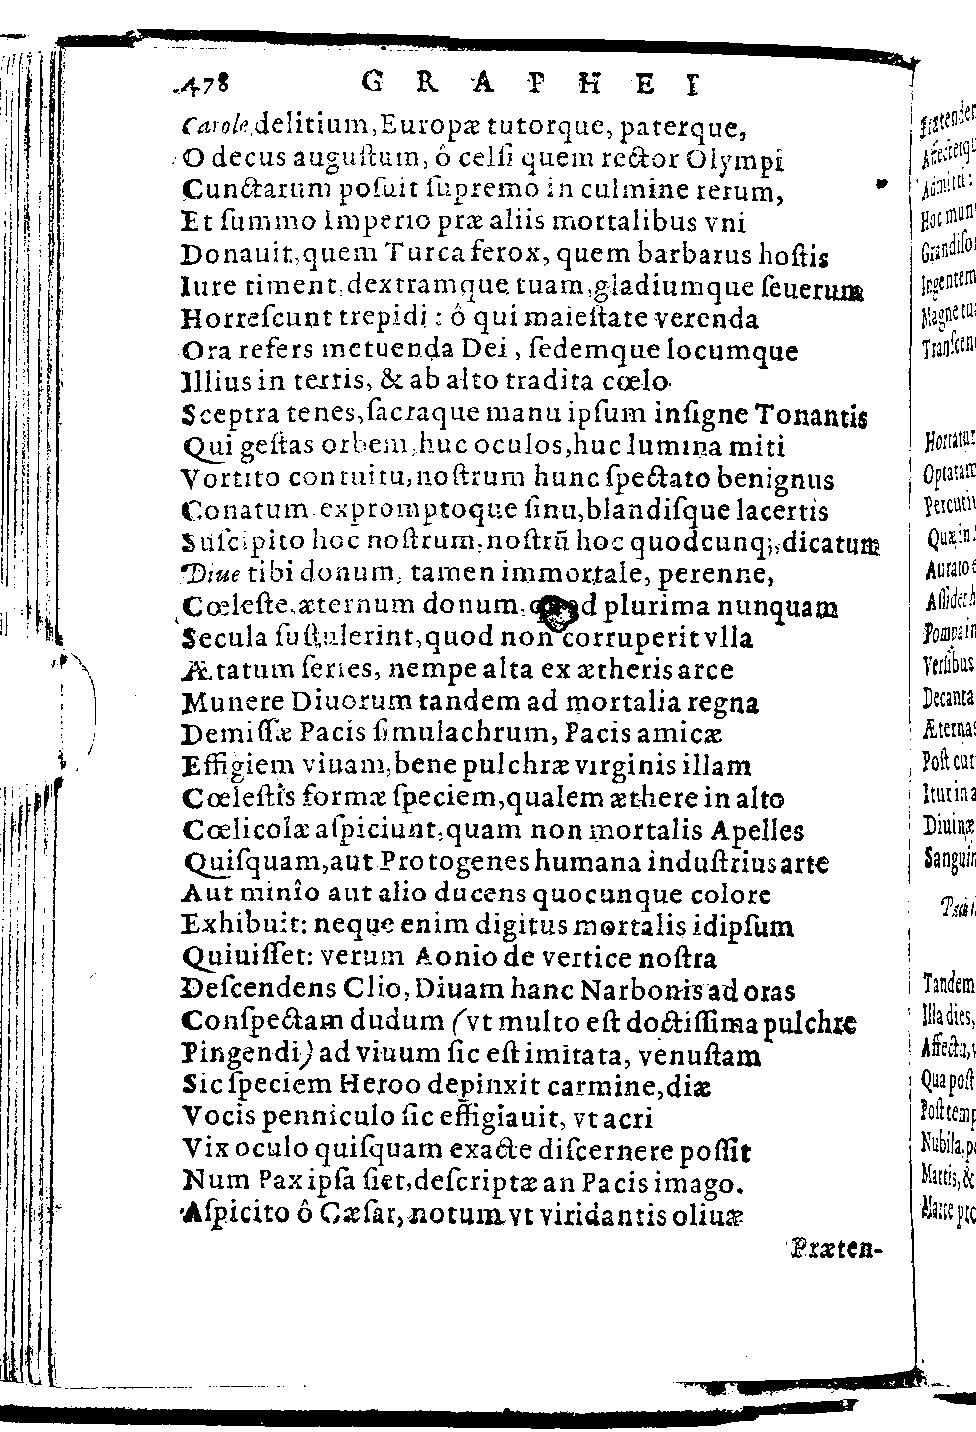 478 GRAPHEI
Carole delitium, Europæ tutorque, paterque,
O decus auguſtum, ô celſi quem rector Olympi
Cunctarum poſuit ſupremo in culmine rerum,
Et ſummo Imperio præ aliis mortalibus vni
Donauit, quem Turca ferox, quem barbarus hoſtis
Iure timent, dextramque tuam, gladiumque ſeuerum
Horreſcunt trepidi: ô qui maieſtate verenda
Ora refers metuenda Dei, ſedemque locumque
Illius in terris, & ab alto tradita cœlo
Sceptra tenes, ſacraque manu ipſum inſigne Tonantis
Qui geſtas orbem, huc oculos, huc lumina miti
Vortito contuitu, noſtrum hunc ſpectato benignus
Conatum expromptoque ſinu, blandiſque lacertis
Suſcipito hoc noſtrum, noſtrũ hoc quodcunq;, dicatum
Diue tibi donum, tamen immortale, perenne,
Cœleſte, æternum donum, quod plurima nunquam
Secula ſuſtulerint, quod non corruperit vlla
Ætatum ſeries, nempe alta ex ætheris arce
Munere Diuorum tandem ad mortalia regna
Demiſſæ Pacis ſimulachrum, Pacis amicæ
Effigiem viuam, bene pulchræ virginis illam
Cœleſtis formæ ſpeciem, qualem æthere in alto
Cœlicolæ aſpiciunt, quam non mortalis Apelles
Quiſquam, aut Protogenes humana induſtrius arte
Aut minîo aut alio ducens quocunque colore
Exhibuit: neque enim digitus mortalis idipſum
Quiuiſſet: verum Aonio de vertice noſtra
Deſcendens Clio, Diuam hanc Narbonis ad oras
Conſpectam dudum (vt multo eſt doctiſſima pulchre
Pingendi) ad viuum ſic eſt imitata, venuſtam
Sic ſpeciem Heroo depinxit carmine, diæ
Vocis penniculo ſic effigiauit, vt acri
Vix oculo quiſquam exacte diſcernere poſſit
Num Pax ipſa ſiet, deſcriptæ an Pacis imago.
Aſpicito ô Cæſar, notum vt viridantis oliuæ
Præten-